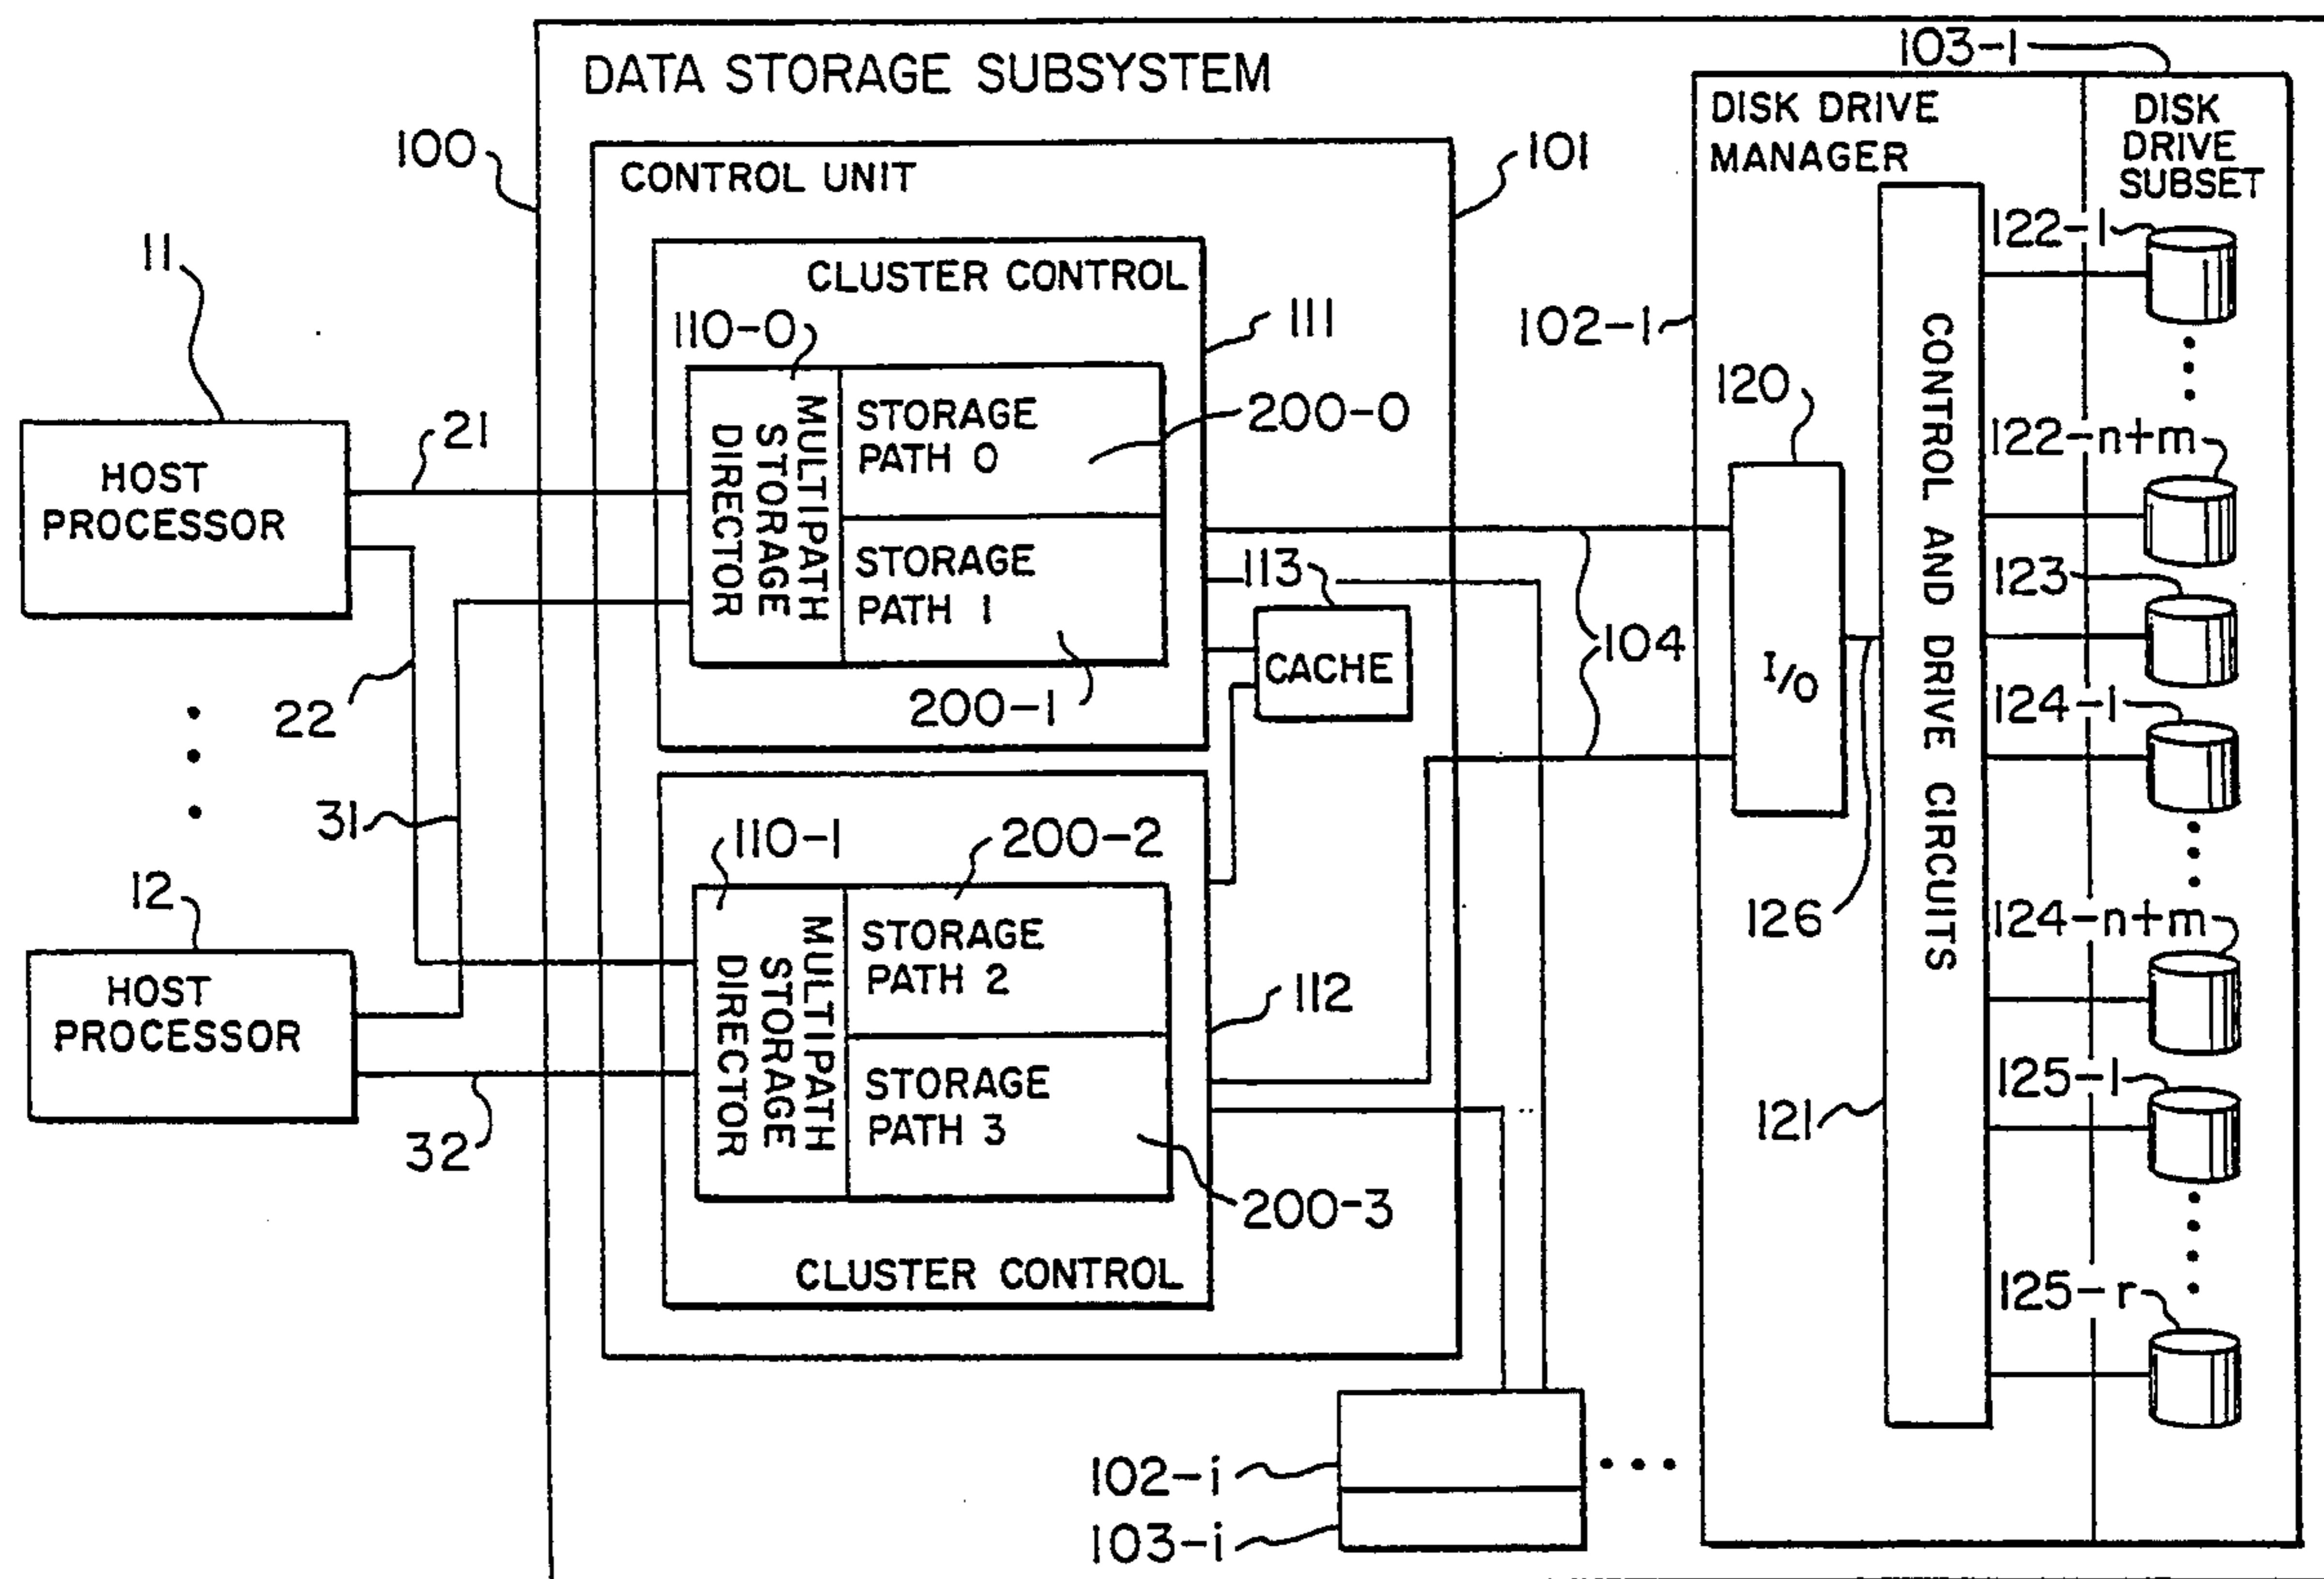 DATA STORAGE SUBSYSTEM
100
CONTROL UNIT
101
CLUSTER CONTROL
111
110-0
MULTIPATH
STORAGE
DIRECTOR
STORAGE
PATH 0
200-0
STORAGE
PATH 1
200-1
113
CACHE
104
11
HOST
PROCESSOR
21
22
31
12
HOST
PROCESSOR
32
110-1
200-2
MULTIPATH
STORAGE
DIRECTOR
STORAGE
PATH 2
STORAGE
PATH 3
200-3
112
CLUSTER CONTROL
102-i
103-i
103-1
DISK DRIVE
MANAGER
DISK
DRIVE
SUBSET
102-1
120
I/O
126
121
CONTROL AND DRIVE CIRCUITS
122-1
122-n+m
123
124-1
124-n+m
125-1
125-r